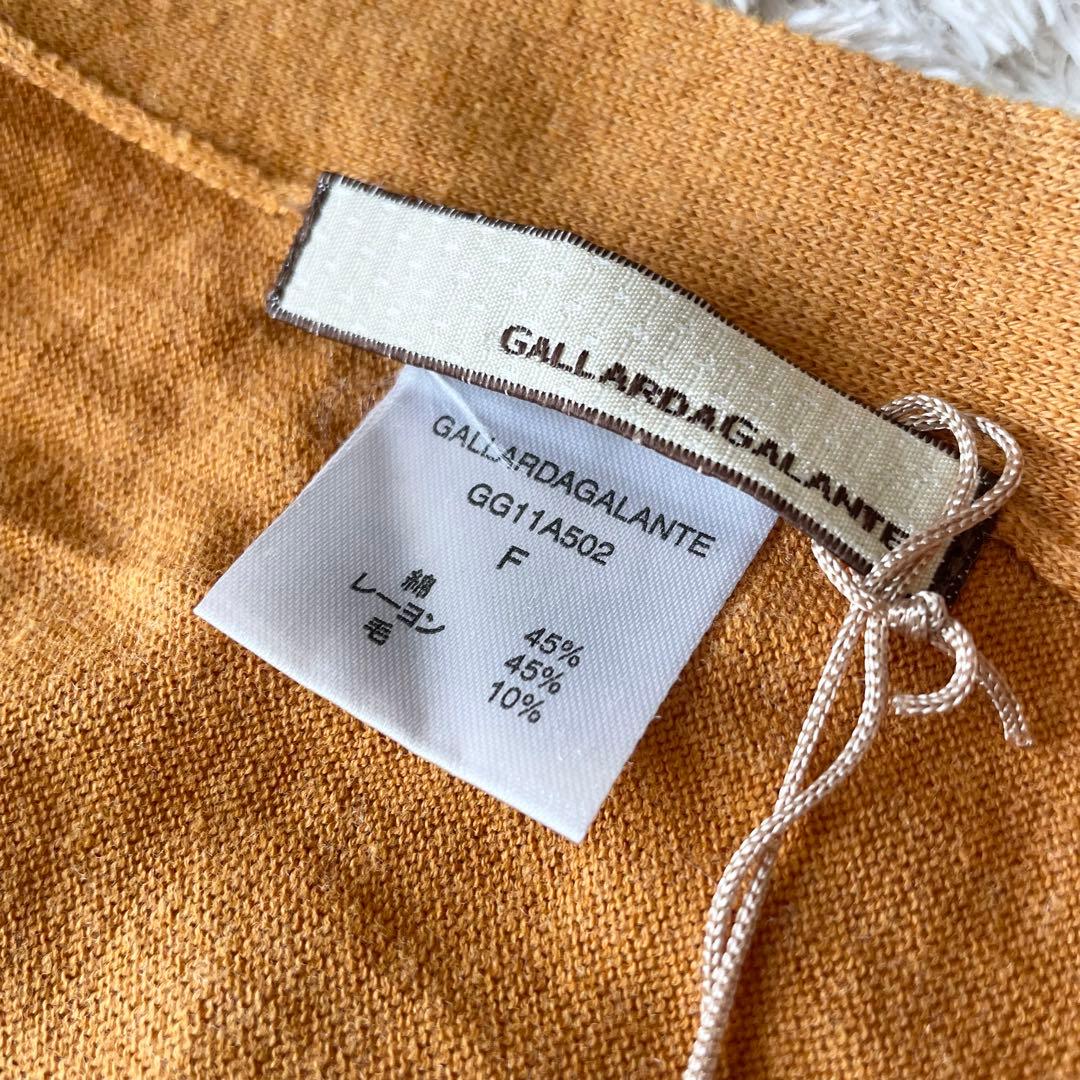 GALLARDAGALANTE
GALLARDAGALANTE
GG11A502
F
綿 45%
レーヨン 45%
毛 10%